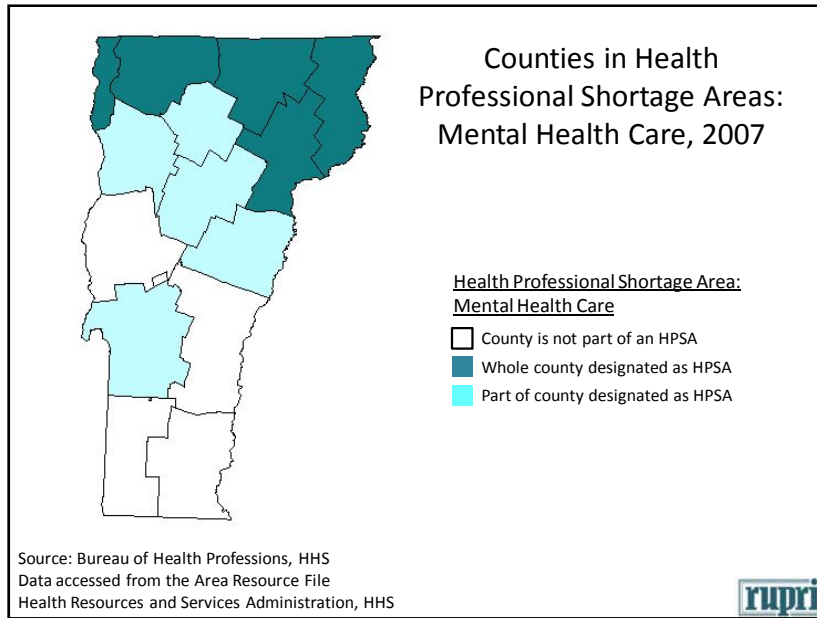 Counties in Health
Professional Shortage Areas:
Mental Health Care, 2007
Health Professional Shortage Area:
Mental Health Care
County is not part of an HPSA
Whole county designated as HPSA
Part of county designated as HPSA
Source: Bureau of Health Professions, HHS
Data accessed from the Area Resource File
Health Resources and Services Administration, HHS
rupri